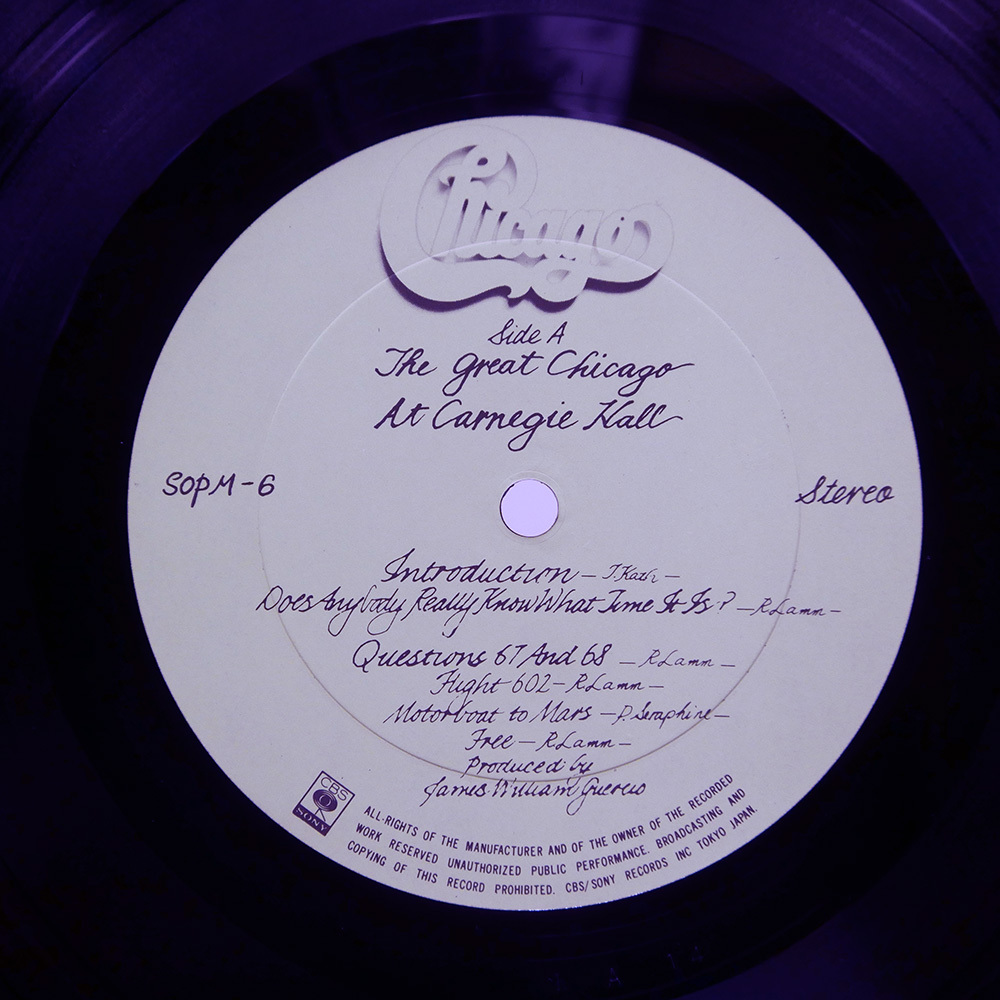 Chicago
Side A
The Great Chicago
At Carnegie Hall
SOPM-6
Stereo
Introduction – T. Kath –
Does Anybody Really Know What Time It Is? – R Lamm –
Questions 67 And 68 – R Lamm –
Flight 602 – R Lamm –
Motorboat to Mars – D. Seraphine –
Free – R Lamm –
Produced by
James William Guercio
CBS
SONY
ALL-RIGHTS OF THE MANUFACTURER AND OF THE OWNER OF THE RECORDED
WORK RESERVED UNAUTHORIZED PUBLIC PERFORMANCE. BROADCASTING AND
COPYING OF THIS RECORD PROHIBITED. CBS/SONY RECORDS INC TOKYO JAPAN.